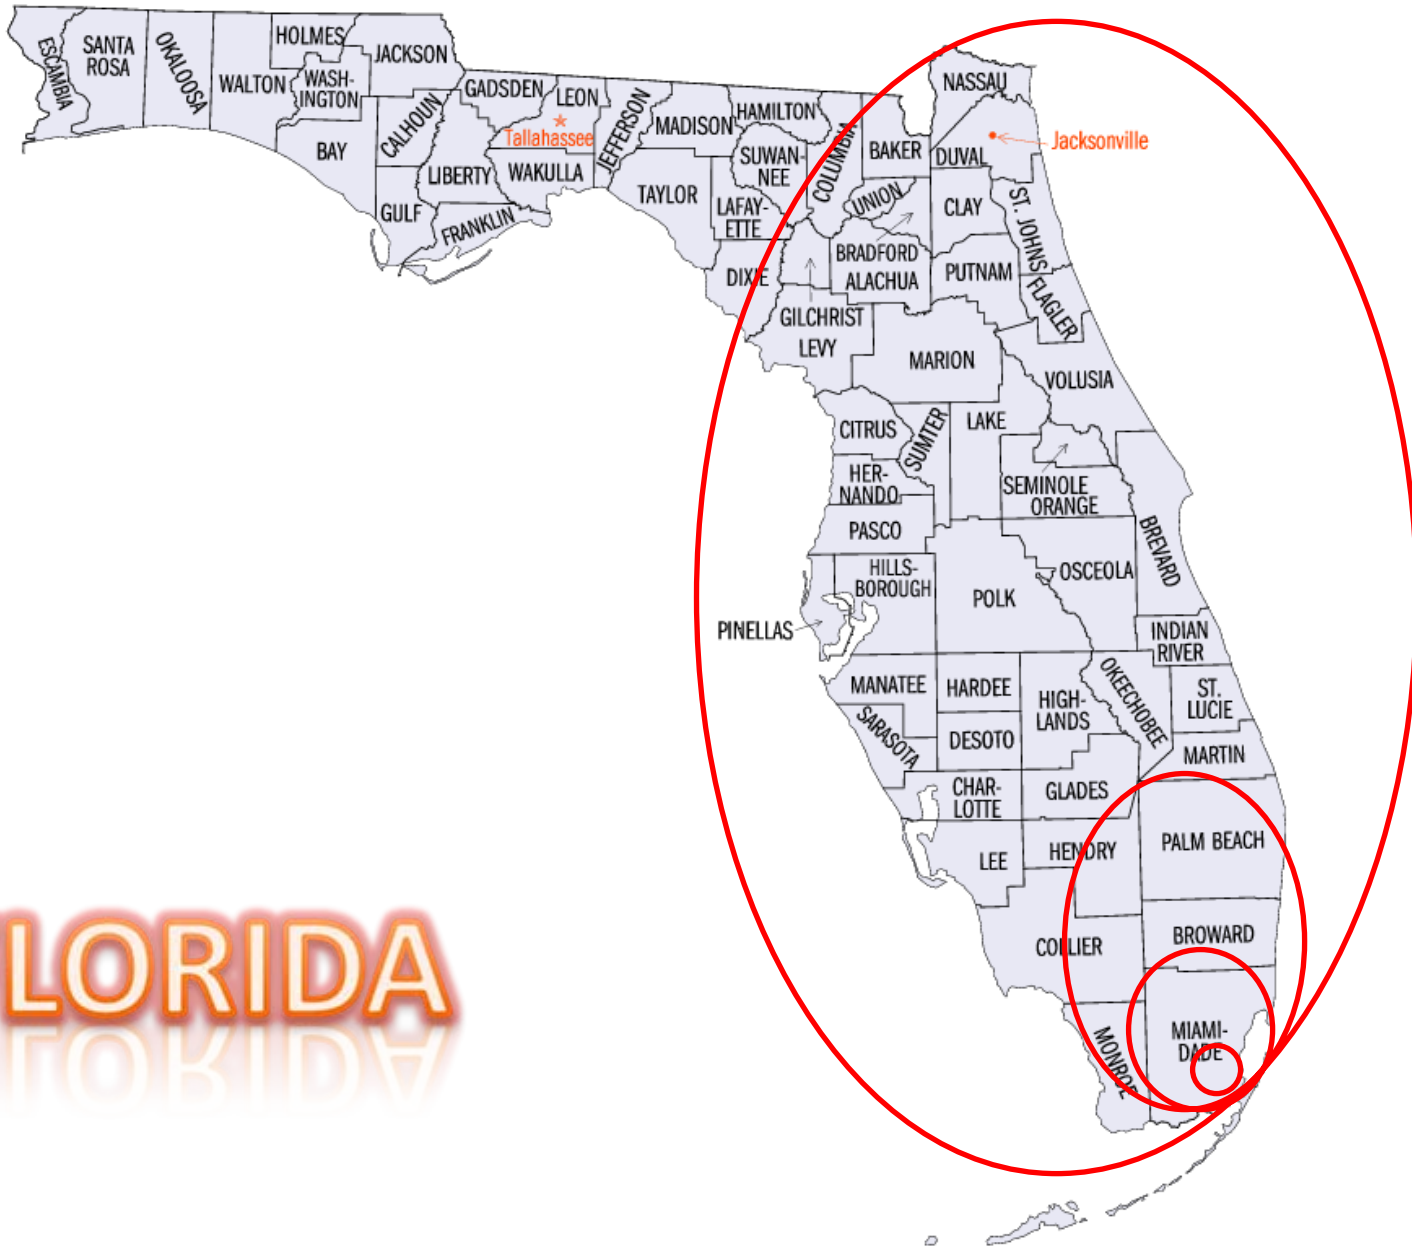 HOLMES
JACKSON
ESCAMBIA
SANTA
ROSA
OKALOOSA
WALTON
WASH-
INGTON
BAY
CALHOUN
GULF
GADSDEN
LIBERTY
FRANKLIN
LEON
Tallahassee
WAKULLA
JEFFERSON
MADISON
TAYLOR
HAMILTON
SUWAN-
NEE
LAFAY-
ETTE
DIXIE
COLUMBIA
BAKER
NASSAU
DUVAL
Jacksonville
UNION
BRADFORD
ALACHUA
CLAY
ST. JOHNS
PUTNAM
FLAGLER
GILCHRIST
LEVY
MARION
VOLUSIA
CITRUS
SUMTER
LAKE
HER-
NANDO
SEMINOLE
ORANGE
PASCO
BREVARD
HILLS-
BOROUGH
POLK
OSCEOLA
PINELLAS
INDIAN
RIVER
MANATEE
HARDEE
HIGH-
LANDS
OKEECHOBEE
ST.
LUCIE
SARASOTA
DESOTO
MARTIN
CHAR-
LOTTE
GLADES
LEE
HENDRY
PALM BEACH
COLLIER
BROWARD
MONROE
MIAMI-
DADE
LORIDA